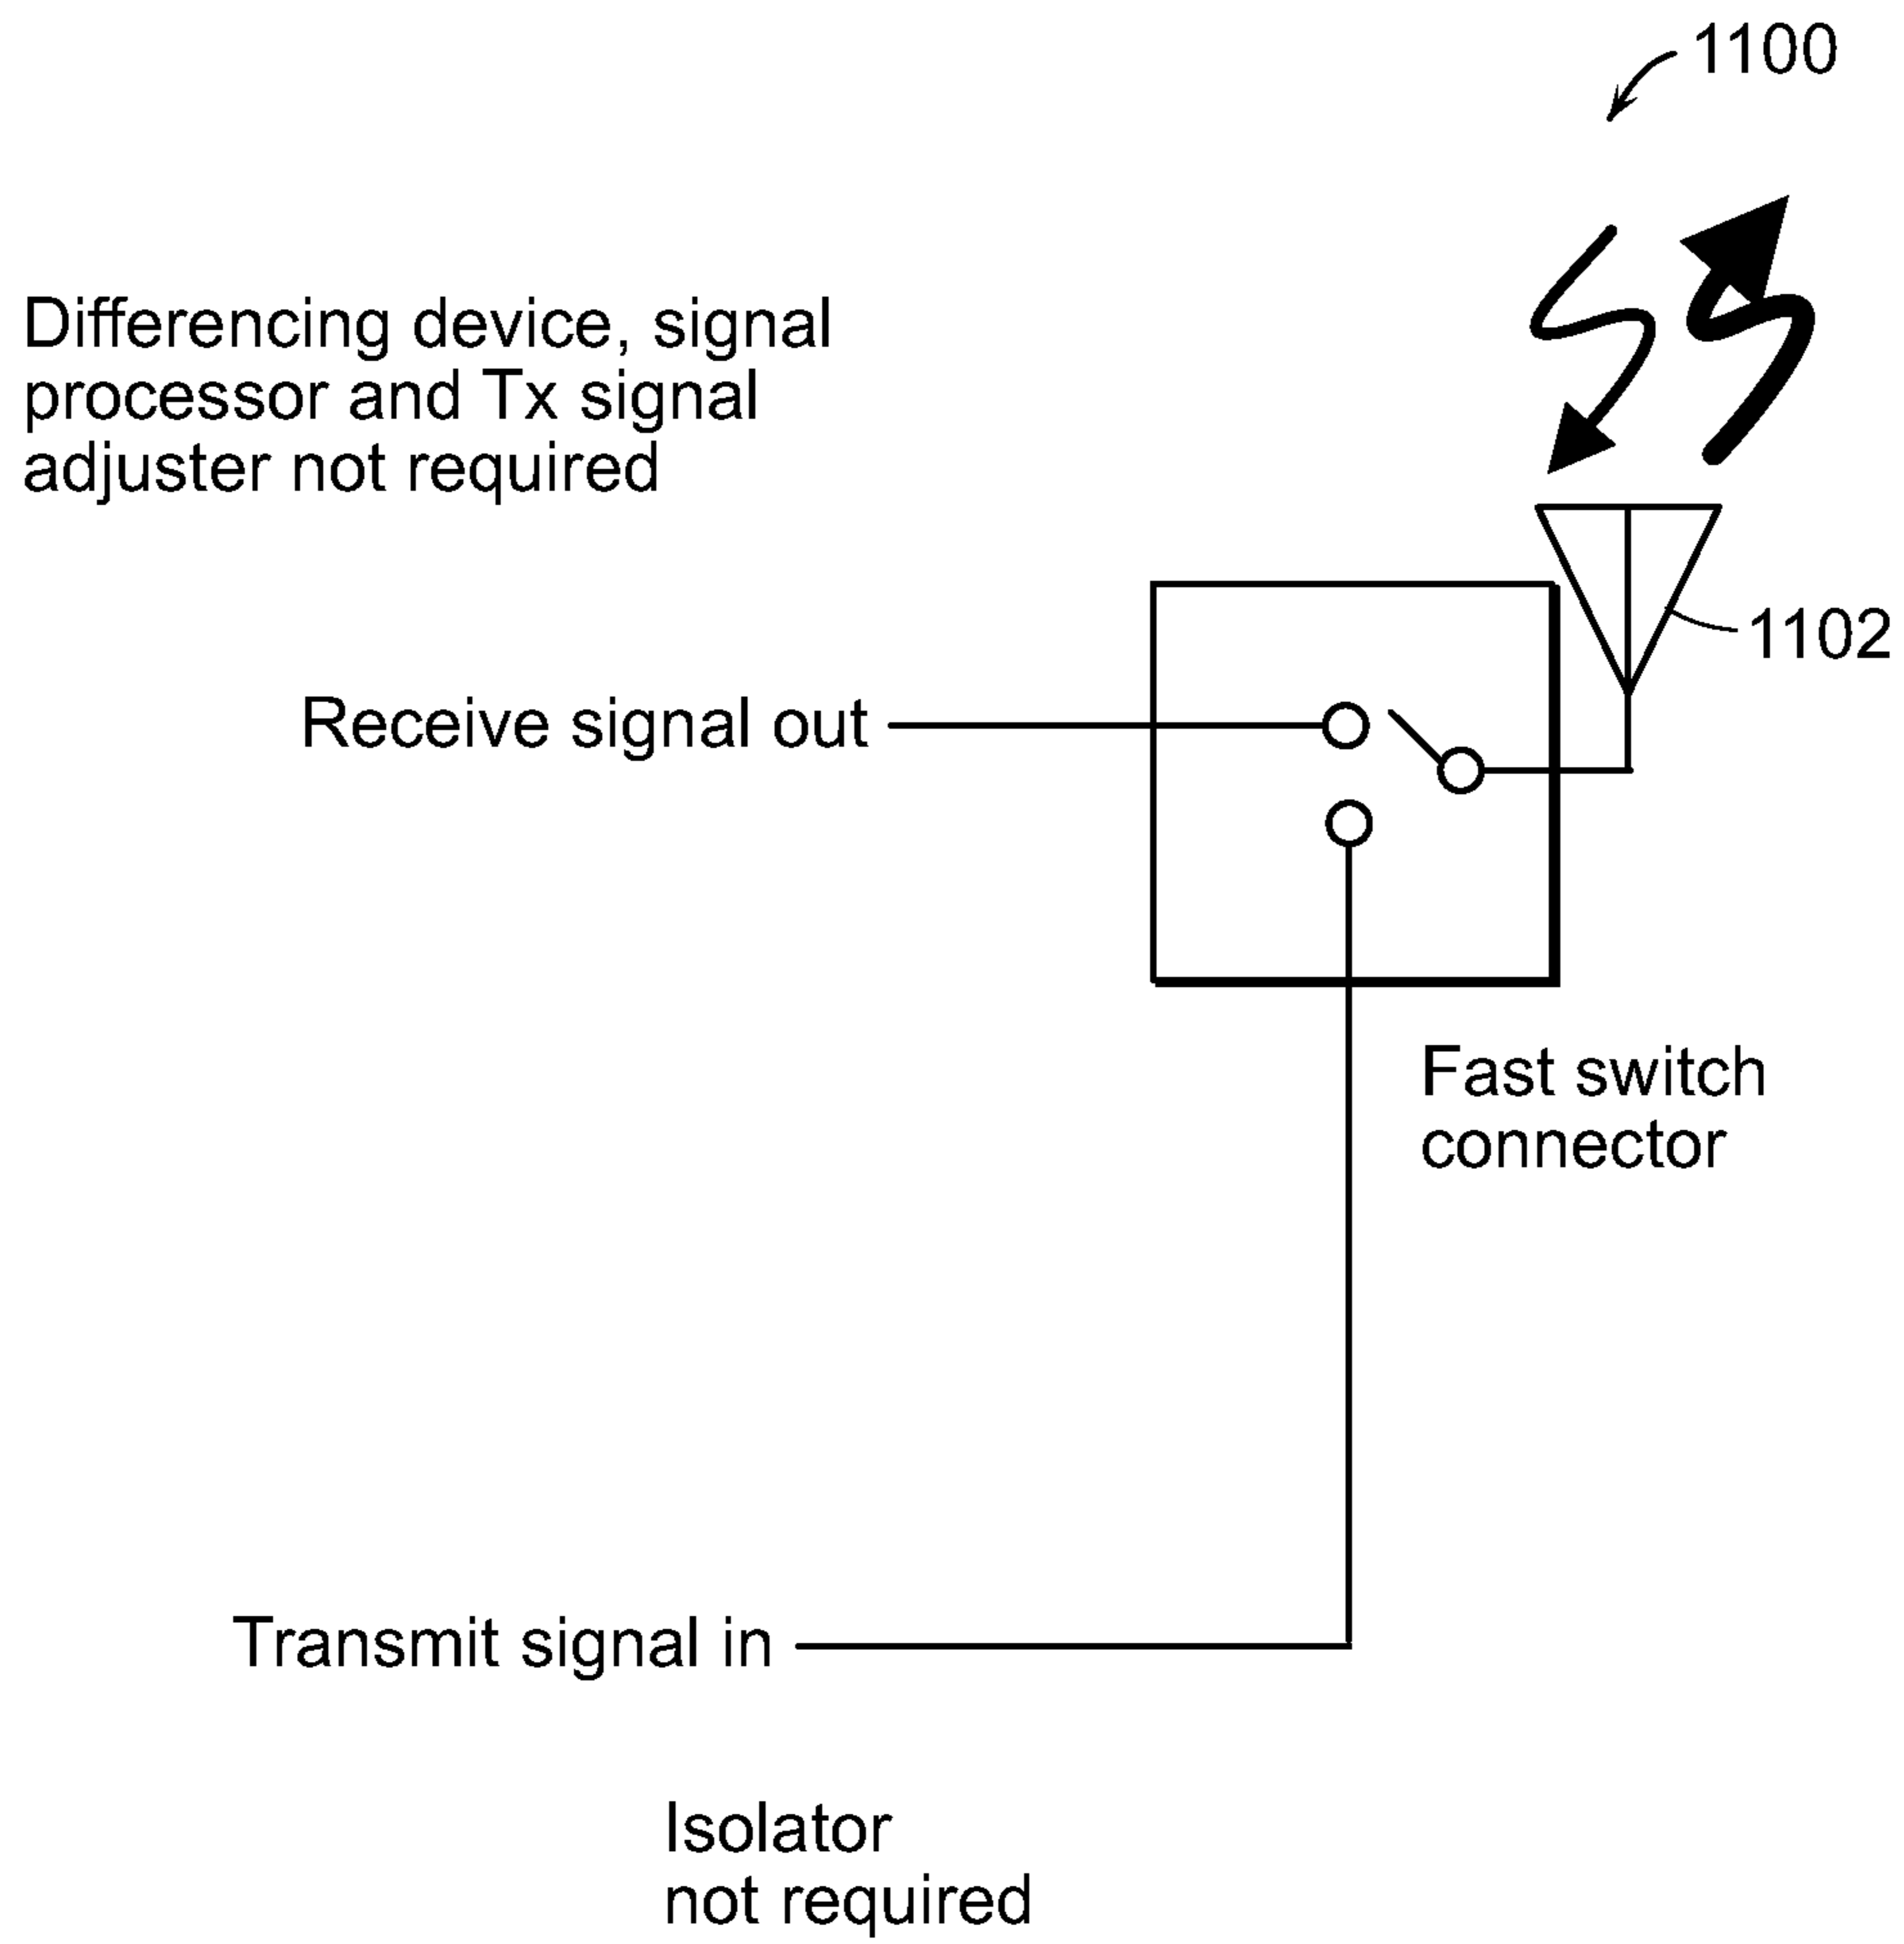 1100
Differencing device, signal
processor and Tx signal
adjuster not required
1102
Receive signal out
Fast switch
connector
Transmit signal in
Isolator
not required